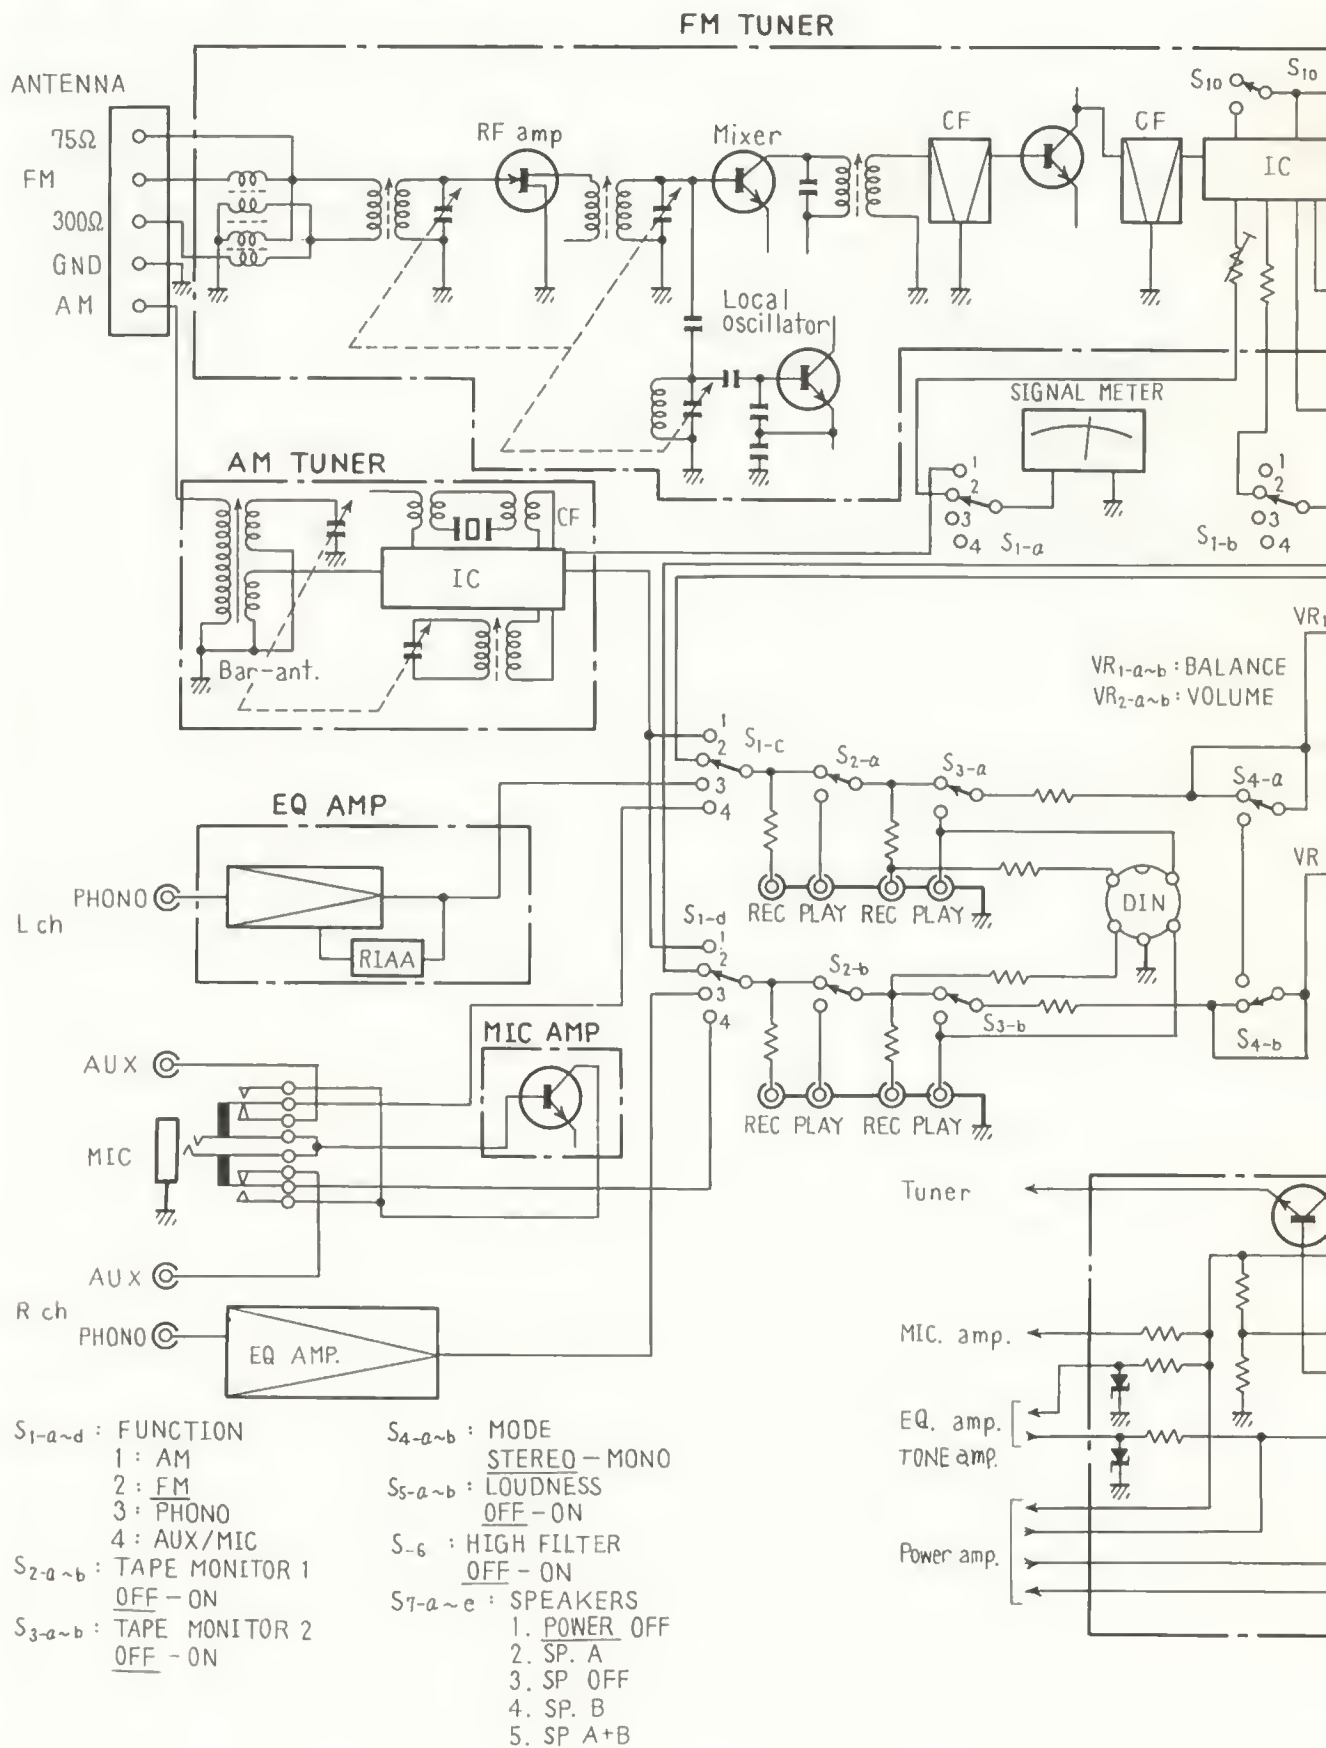 FM TUNER
ANTENNA
75Ω
FM
300Ω
GND
AM
RF amp
Mixer
CF
CF
S10
S10
IC
Local
oscillator
SIGNAL METER
1
2
3
4
S1-a
1
2
3
4
S1-b
AM TUNER
CF
IC
Bar-ant.
VR1
VR1-a~b : BALANCE
VR2-a~b : VOLUME
1
2
3
4
S1-c
S2-a
S3-a
S4-a
EQ AMP
PHONO
L ch
RIAA
REC PLAY REC PLAY
DIN
VR
S1-d
1
2
3
4
S2-b
S3-b
S4-b
MIC AMP
AUX
MIC
REC PLAY REC PLAY
AUX
R ch
PHONO
EQ AMP.
Tuner
MIC. amp.
EQ. amp.
TONE amp.
Power amp.
S1-a~d : FUNCTION
1 : AM
2 : FM
3 : PHONO
4 : AUX/MIC
S2-a~b : TAPE MONITOR 1
OFF - ON
S3-a~b : TAPE MONITOR 2
OFF - ON
S4-a~b : MODE
STEREO - MONO
S5-a~b : LOUDNESS
OFF - ON
S-6 : HIGH FILTER
OFF - ON
S7-a~e : SPEAKERS
1. POWER OFF
2. SP. A
3. SP OFF
4. SP. B
5. SP A+B